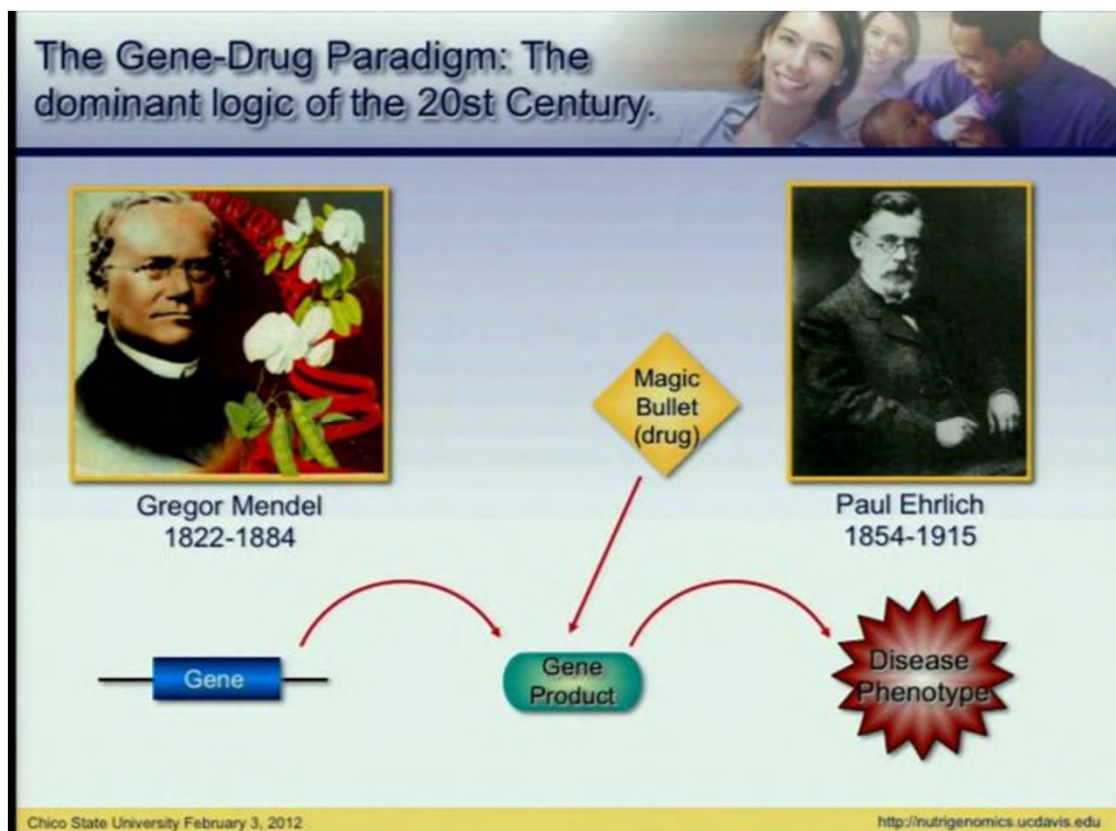 The Gene-Drug Paradigm: The
dominant logic of the 20st Century.
Magic
Bullet
(drug)
Gregor Mendel
1822-1884
Paul Ehrlich
1854-1915
Gene
Gene
Product
Disease
Phenotype
Chico State University February 3, 2012
http://nutrigenomics.ucdavis.edu